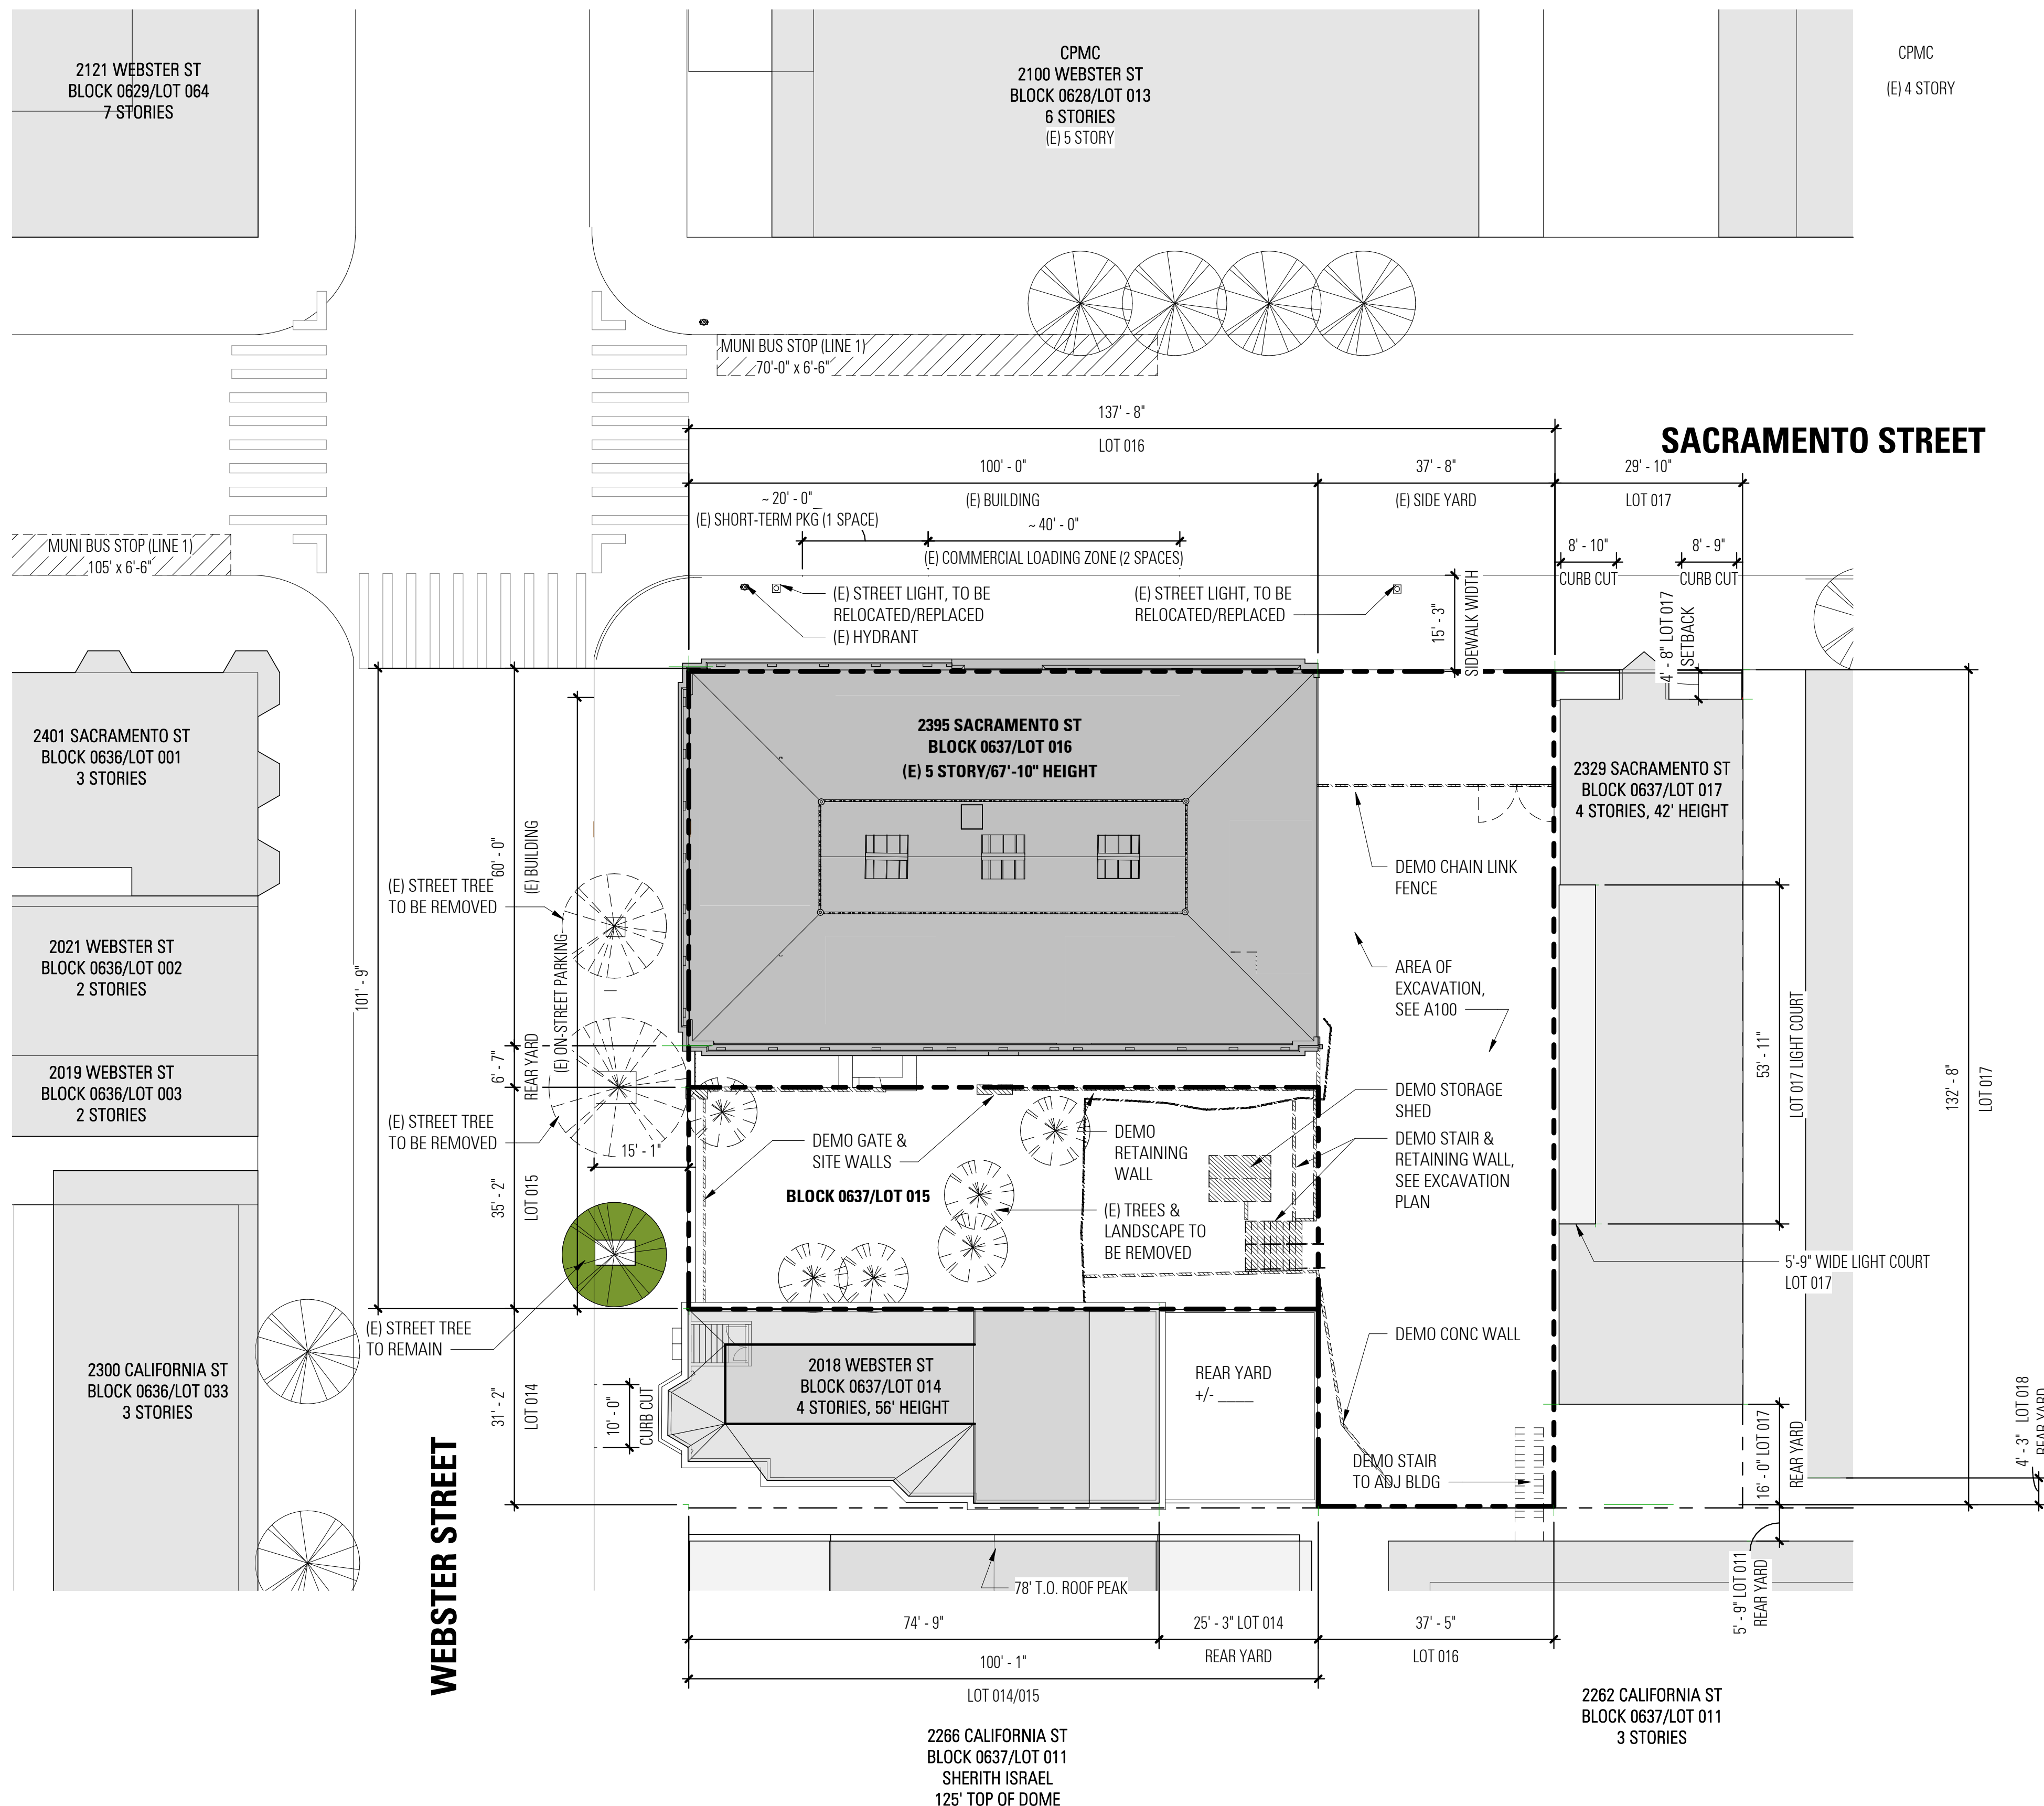 2121 WEBSTER ST
BLOCK 0629/LOT 064
7 STORIES
CPMC
2100 WEBSTER ST
BLOCK 0628/LOT 013
6 STORIES
(E) 5 STORY
CPMC
(E) 4 STORY
MUNI BUS STOP (LINE 1)
70'-0" x 6'-6"
137' - 8"
LOT 016
SACRAMENTO STREET
100' - 0"
(E) BUILDING
37' - 8"
(E) SIDE YARD
29' - 10"
LOT 017
~ 20' - 0"
(E) SHORT-TERM PKG (1 SPACE)
~ 40' - 0"
(E) COMMERCIAL LOADING ZONE (2 SPACES)
8' - 10"
CURB CUT
8' - 9"
CURB CUT
MUNI BUS STOP (LINE 1)
105' x 6'-6"
(E) STREET LIGHT, TO BE
RELOCATED/REPLACED
(E) HYDRANT
(E) STREET LIGHT, TO BE
RELOCATED/REPLACED
15' - 3"
SIDEWALK WIDTH
4' - 8" LOT 017
SETBACK
2401 SACRAMENTO ST
BLOCK 0636/LOT 001
3 STORIES
2395 SACRAMENTO ST
BLOCK 0637/LOT 016
(E) 5 STORY/67'-10" HEIGHT
2329 SACRAMENTO ST
BLOCK 0637/LOT 017
4 STORIES, 42' HEIGHT
60' - 0"
(E) BUILDING
(E) STREET TREE
TO BE REMOVED
DEMO CHAIN LINK
FENCE
2021 WEBSTER ST
BLOCK 0636/LOT 002
2 STORIES
101' - 9"
(E) ON-STREET PARKING
AREA OF
EXCAVATION,
SEE A100
53' - 11"
LOT 017 LIGHT COURT
2019 WEBSTER ST
BLOCK 0636/LOT 003
2 STORIES
6' - 7"
REAR YARD
(E) STREET TREE
TO BE REMOVED
15' - 1"
DEMO GATE &
SITE WALLS
DEMO
RETAINING
WALL
DEMO STORAGE
SHED
DEMO STAIR &
RETAINING WALL,
SEE EXCAVATION
PLAN
132' - 8"
LOT 017
35' - 2"
LOT 015
BLOCK 0637/LOT 015
(E) TREES &
LANDSCAPE TO
BE REMOVED
5'-9" WIDE LIGHT COURT
LOT 017
(E) STREET TREE
TO REMAIN
DEMO CONC WALL
2300 CALIFORNIA ST
BLOCK 0636/LOT 033
3 STORIES
31' - 2"
LOT 014
10' - 0"
CURB CUT
2018 WEBSTER ST
BLOCK 0637/LOT 014
4 STORIES, 56' HEIGHT
REAR YARD
+/- _____
DEMO STAIR
TO ADJ BLDG
16' - 0" LOT 017
REAR YARD
4' - 3" LOT 018
REAR YARD
WEBSTER STREET
78' T.O. ROOF PEAK
5' - 9" LOT 011
REAR YARD
74' - 9"
25' - 3" LOT 014
REAR YARD
37' - 5"
LOT 016
100' - 1"
LOT 014/015
2266 CALIFORNIA ST
BLOCK 0637/LOT 011
SHERITH ISRAEL
125' TOP OF DOME
2262 CALIFORNIA ST
BLOCK 0637/LOT 011
3 STORIES